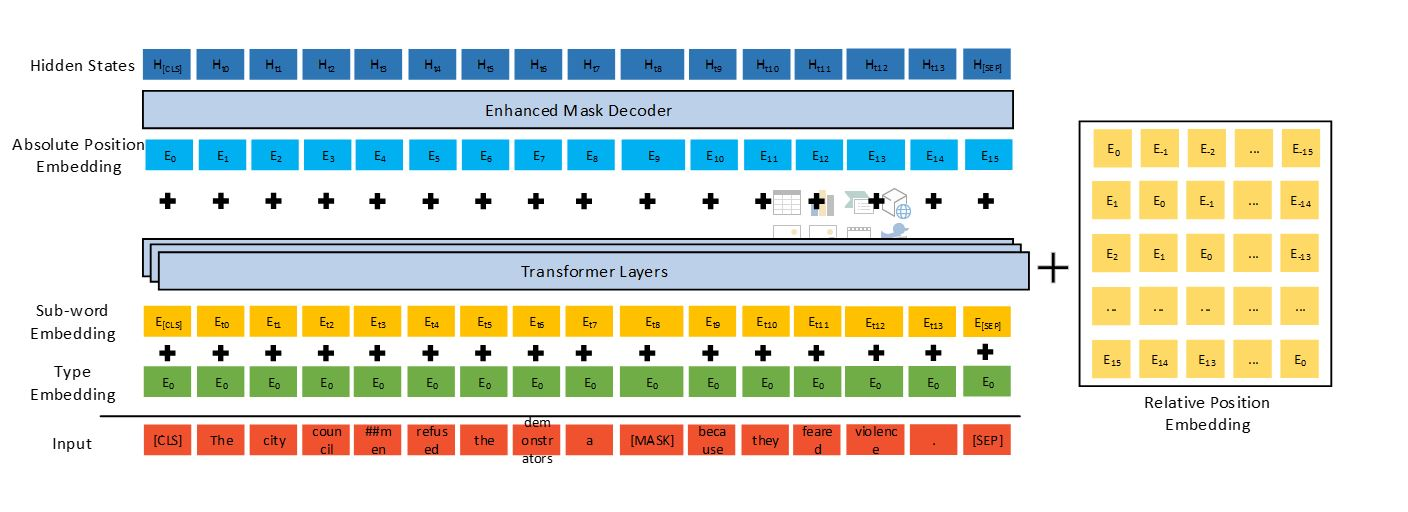 Hidden States H[CLS] Ht0 Ht1 Ht2 Ht3 Ht4 Ht5 Ht6 Ht7 Ht8 Ht9 Ht10 Ht11 Ht12 Ht13 H[SEP]
Enhanced Mask Decoder
Absolute Position
Embedding
E0 E1 E2 E3 E4 E5 E6 E7 E8 E9 E10 E11 E12 E13 E14 E15
+ + + + + + + + + + + + + + + +
Transformer Layers
+
Sub-word
Embedding
E[CLS] Et0 Et1 Et2 Et3 Et4 Et5 Et6 Et7 Et8 Et9 Et10 Et11 Et12 Et13 E[SEP]
+ + + + + + + + + + + + + + + +
Type
Embedding
E0 E0 E0 E0 E0 E0 E0 E0 E0 E0 E0 E0 E0 E0 E0 E0
Input
[CLS]
The
city
coun
cil
##m
en
refus
ed
the
dem
onstr
ators
a
[MASK]
beca
use
they
feare
d
violenc
e
.
[SEP]
E0 E-1 E-2 ... E-15
E1 E0 E-1 ... E-14
E2 E1 E0 ... E-13
... ... ... ... ...
E15 E14 E13 ... E0
Relative Position
Embedding